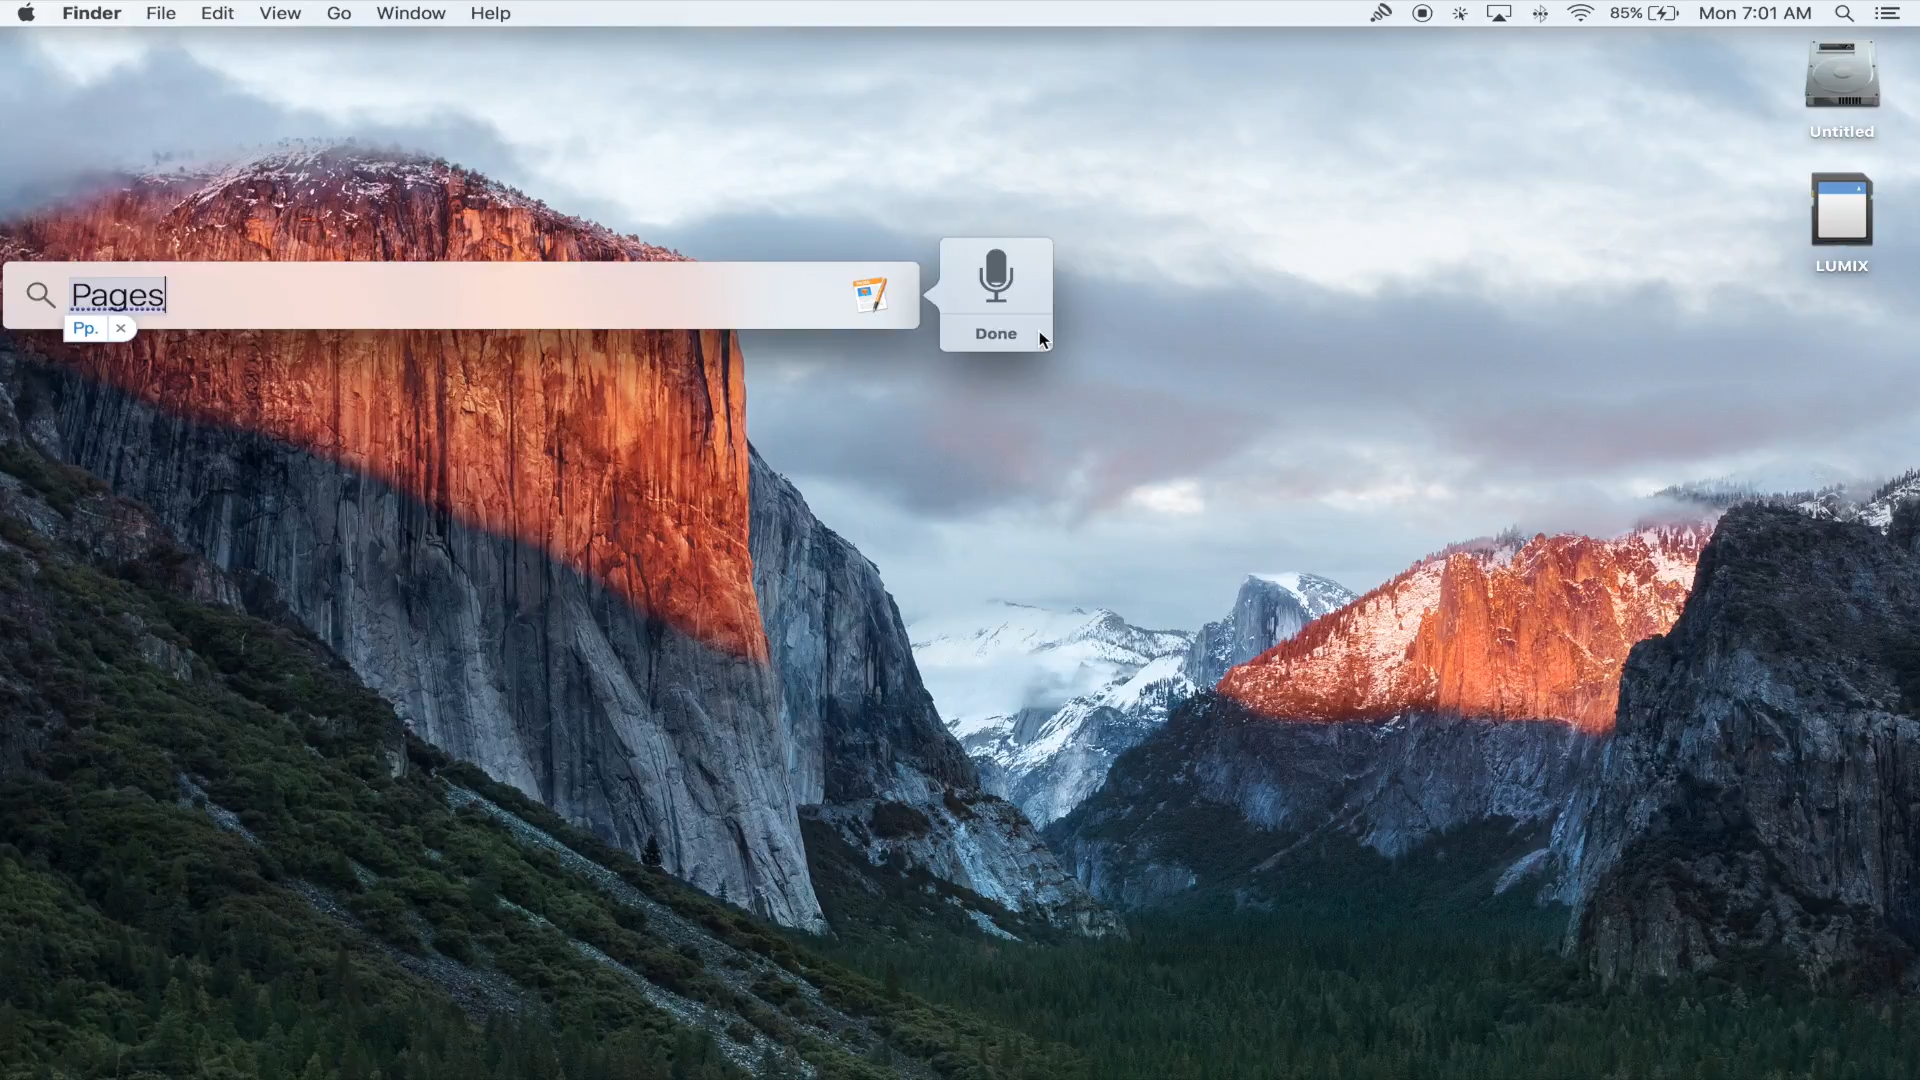 Finder File Edit View Go Window Help 85% Mon 7:01 AM
Untitled
LUMIX
Pages
Pp.
Done